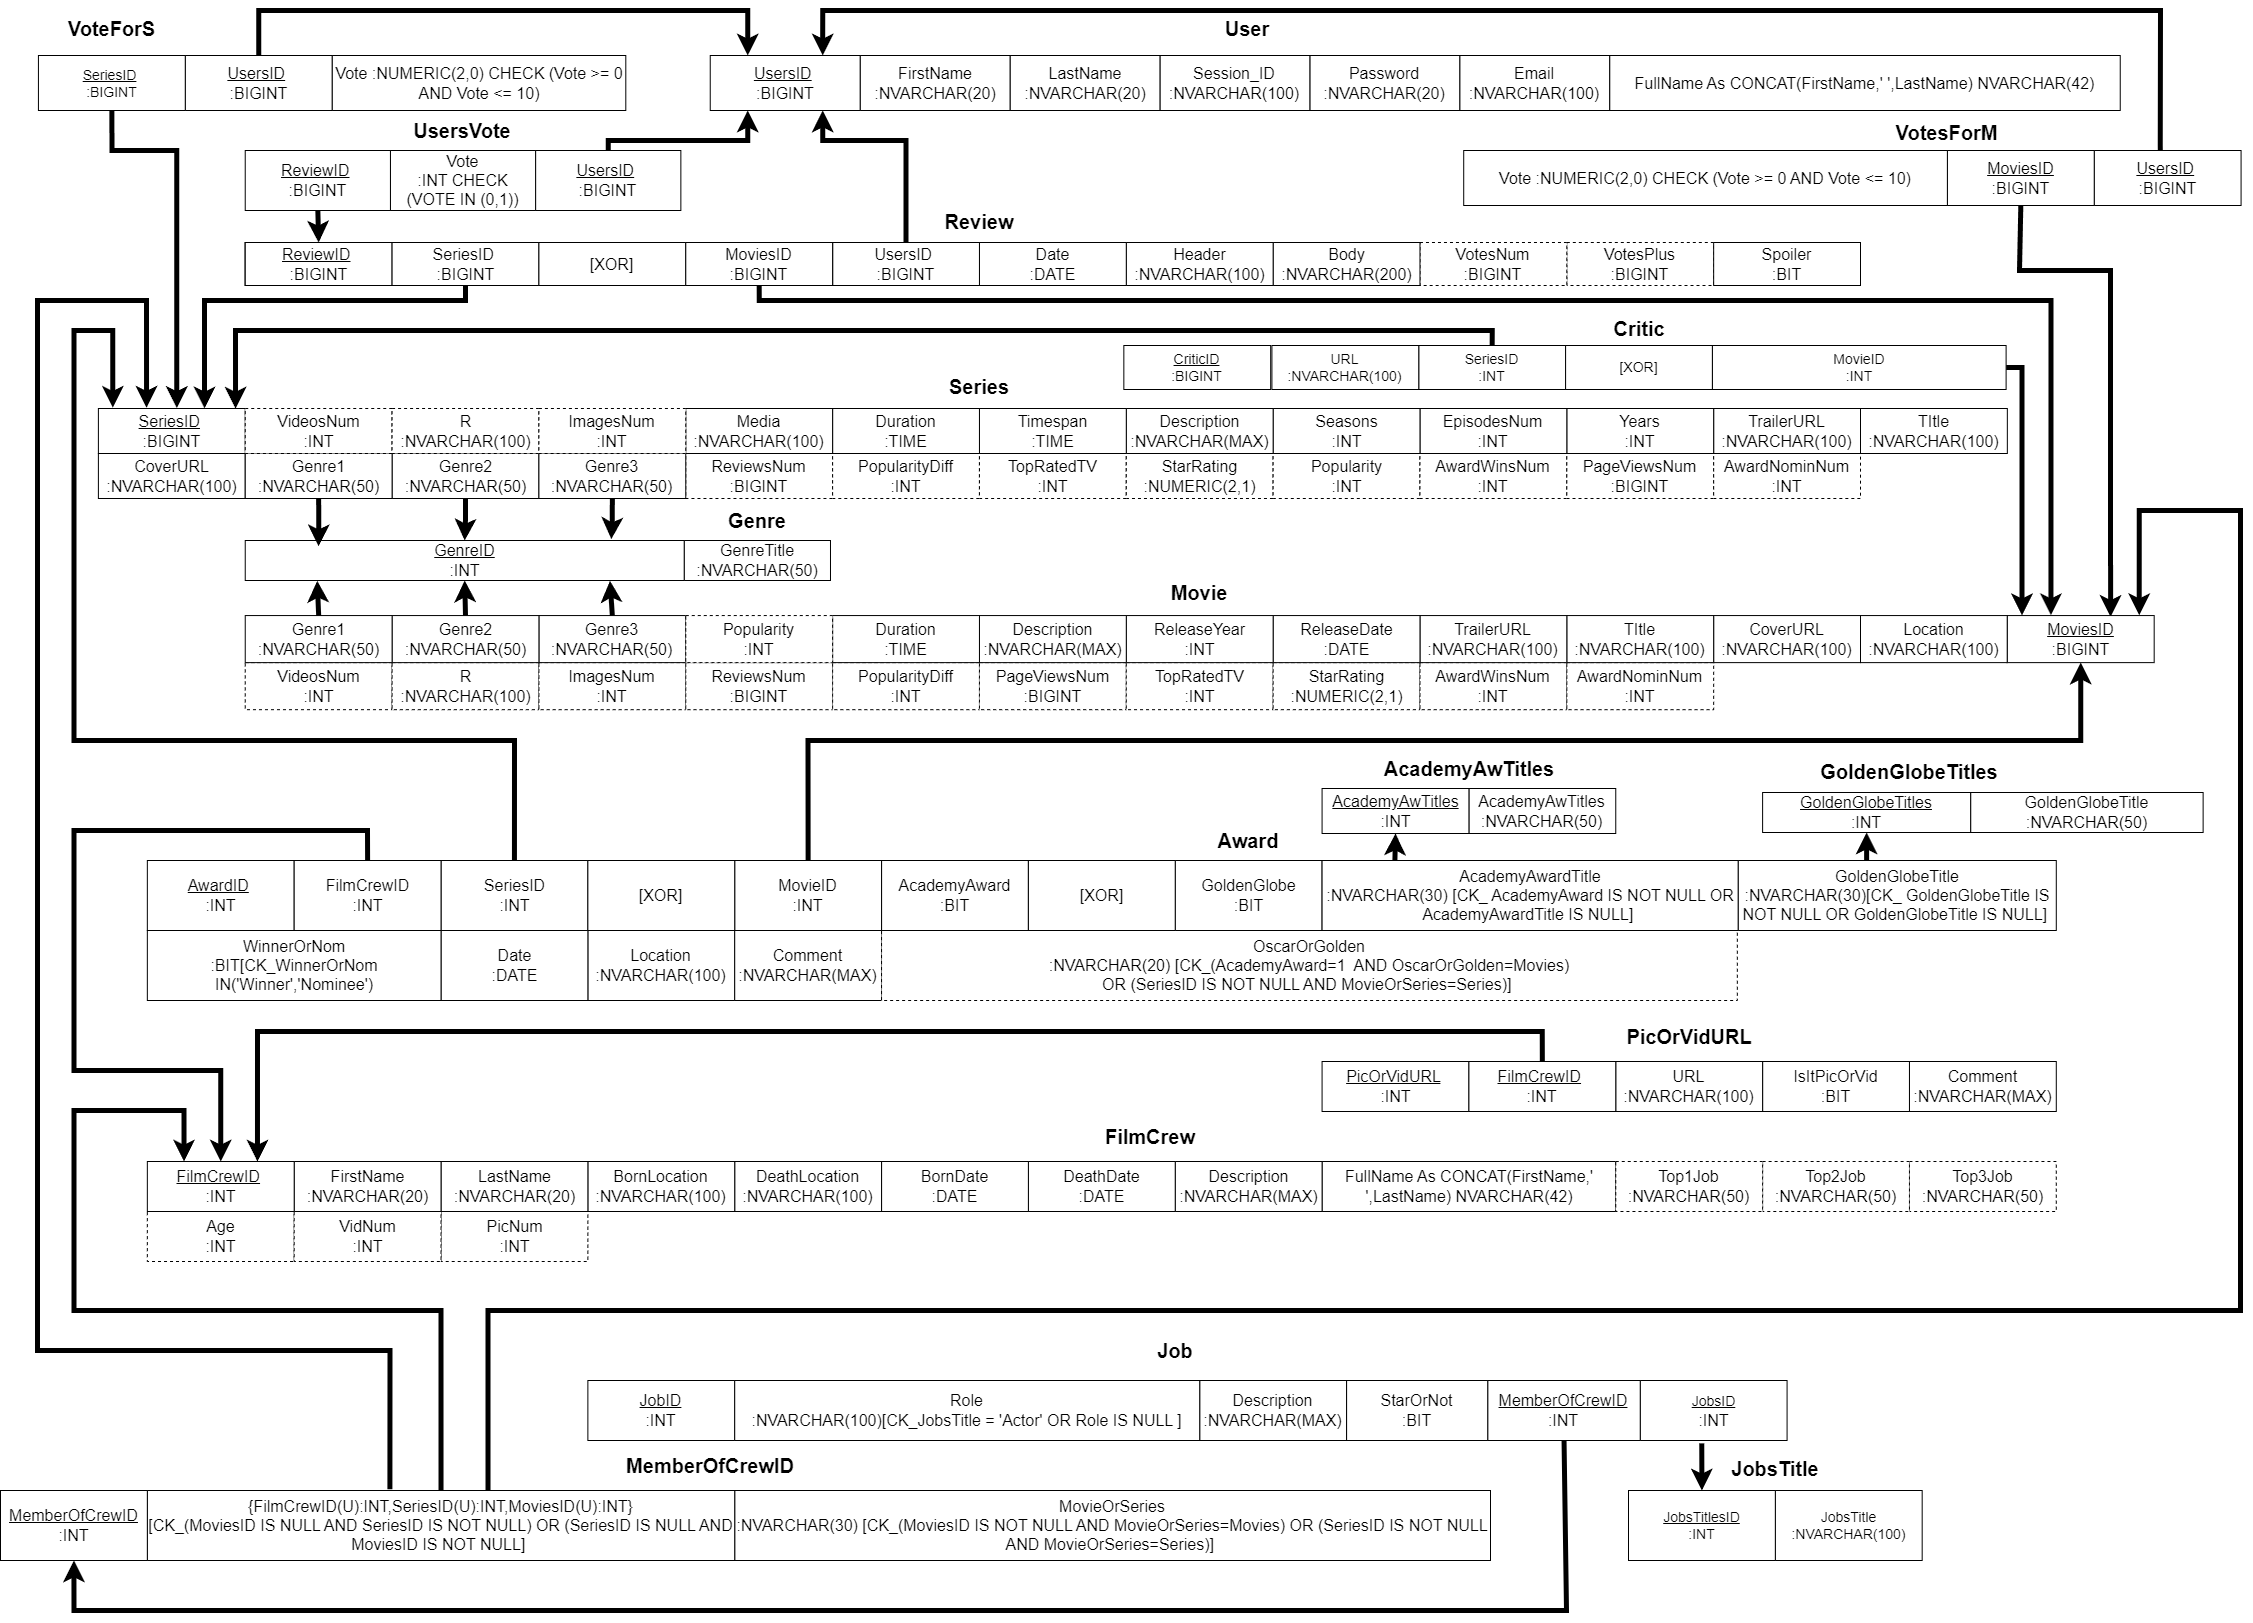 VoteForS
User
SeriesID
:BIGINT
UsersID
:BIGINT
Vote :NUMERIC(2,0) CHECK (Vote >= 0
AND Vote <= 10)
UsersID
:BIGINT
FirstName
:NVARCHAR(20)
LastName
:NVARCHAR(20)
Session_ID
:NVARCHAR(100)
Password
:NVARCHAR(20)
Email
:NVARCHAR(100)
FullName As CONCAT(FirstName,' ',LastName) NVARCHAR(42)
UsersVote
VotesForM
ReviewID
:BIGINT
Vote
:INT CHECK
(VOTE IN (0,1))
UsersID
:BIGINT
Vote :NUMERIC(2,0) CHECK (Vote >= 0 AND Vote <= 10)
MoviesID
:BIGINT
UsersID
:BIGINT
Review
ReviewID
:BIGINT
SeriesID
:BIGINT
[XOR]
MoviesID
:BIGINT
UsersID
:BIGINT
Date
:DATE
Header
:NVARCHAR(100)
Body
:NVARCHAR(200)
VotesNum
:BIGINT
VotesPlus
:BIGINT
Spoiler
:BIT
Critic
CriticID
:BIGINT
URL
:NVARCHAR(100)
SeriesID
:INT
[XOR]
MovieID
:INT
Series
SeriesID
:BIGINT
VideosNum
:INT
R
:NVARCHAR(100)
ImagesNum
:INT
Media
:NVARCHAR(100)
Duration
:TIME
Timespan
:TIME
Description
:NVARCHAR(MAX)
Seasons
:INT
EpisodesNum
:INT
Years
:INT
TrailerURL
:NVARCHAR(100)
TItle
:NVARCHAR(100)
CoverURL
:NVARCHAR(100)
Genre1
:NVARCHAR(50)
Genre2
:NVARCHAR(50)
Genre3
:NVARCHAR(50)
ReviewsNum
:BIGINT
PopularityDiff
:INT
TopRatedTV
:INT
StarRating
:NUMERIC(2,1)
Popularity
:INT
AwardWinsNum
:INT
PageViewsNum
:BIGINT
AwardNominNum
:INT
Genre
GenreID
:INT
GenreTitle
:NVARCHAR(50)
Movie
Genre1
:NVARCHAR(50)
Genre2
:NVARCHAR(50)
Genre3
:NVARCHAR(50)
Popularity
:INT
Duration
:TIME
Description
:NVARCHAR(MAX)
ReleaseYear
:INT
ReleaseDate
:DATE
TrailerURL
:NVARCHAR(100)
TItle
:NVARCHAR(100)
CoverURL
:NVARCHAR(100)
Location
:NVARCHAR(100)
MoviesID
:BIGINT
VideosNum
:INT
R
:NVARCHAR(100)
ImagesNum
:INT
ReviewsNum
:BIGINT
PopularityDiff
:INT
PageViewsNum
:BIGINT
TopRatedTV
:INT
StarRating
:NUMERIC(2,1)
AwardWinsNum
:INT
AwardNominNum
:INT
AcademyAwTitles
AcademyAwTitles
:INT
AcademyAwTitles
:NVARCHAR(50)
GoldenGlobeTitles
GoldenGlobeTitles
:INT
GoldenGlobeTitle
:NVARCHAR(50)
Award
AwardID
:INT
FilmCrewID
:INT
SeriesID
:INT
[XOR]
MovieID
:INT
AcademyAward
:BIT
[XOR]
GoldenGlobe
:BIT
AcademyAwardTitle
:NVARCHAR(30) [CK_ AcademyAward IS NOT NULL OR
AcademyAwardTitle IS NULL]
GoldenGlobeTitle
:NVARCHAR(30)[CK_ GoldenGlobeTitle IS
NOT NULL OR GoldenGlobeTitle IS NULL]
WinnerOrNom
:BIT[CK_WinnerOrNom
IN('Winner','Nominee')
Date
:DATE
Location
:NVARCHAR(100)
Comment
:NVARCHAR(MAX)
OscarOrGolden
:NVARCHAR(20) [CK_(AcademyAward=1 AND OscarOrGolden=Movies)
OR (SeriesID IS NOT NULL AND MovieOrSeries=Series)]
PicOrVidURL
PicOrVidURL
:INT
FilmCrewID
:INT
URL
:NVARCHAR(100)
IsItPicOrVid
:BIT
Comment
:NVARCHAR(MAX)
FilmCrew
FilmCrewID
:INT
FirstName
:NVARCHAR(20)
LastName
:NVARCHAR(20)
BornLocation
:NVARCHAR(100)
DeathLocation
:NVARCHAR(100)
BornDate
:DATE
DeathDate
:DATE
Description
:NVARCHAR(MAX)
FullName As CONCAT(FirstName,'
',LastName) NVARCHAR(42)
Top1Job
:NVARCHAR(50)
Top2Job
:NVARCHAR(50)
Top3Job
:NVARCHAR(50)
Age
:INT
VidNum
:INT
PicNum
:INT
Job
JobID
:INT
Role
:NVARCHAR(100)[CK_JobsTitle = 'Actor' OR Role IS NULL ]
Description
:NVARCHAR(MAX)
StarOrNot
:BIT
MemberOfCrewID
:INT
JobsID
:INT
MemberOfCrewID
MemberOfCrewID
:INT
{FilmCrewID(U):INT,SeriesID(U):INT,MoviesID(U):INT}
[CK_(MoviesID IS NULL AND SeriesID IS NOT NULL) OR (SeriesID IS NULL AND
MoviesID IS NOT NULL]
MovieOrSeries
:NVARCHAR(30) [CK_(MoviesID IS NOT NULL AND MovieOrSeries=Movies) OR (SeriesID IS NOT NULL
AND MovieOrSeries=Series)]
JobsTitle
JobsTitlesID
:INT
JobsTitle
:NVARCHAR(100)